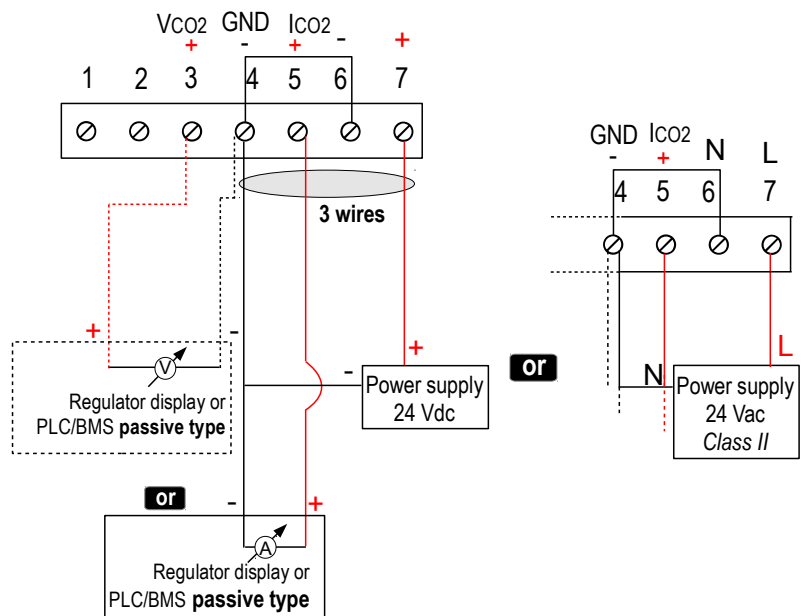 VCO2 GND ICO2
+ - + - +
1 2 3 4 5 6 7
3 wires
+ -
V
Regulator display or
PLC/BMS passive type
- +
Power supply
24 Vdc
or
- +
A
Regulator display or
PLC/BMS passive type
or
GND ICO2 N L
- +
4 5 6 7
L
N
Power supply
24 Vac
Class II